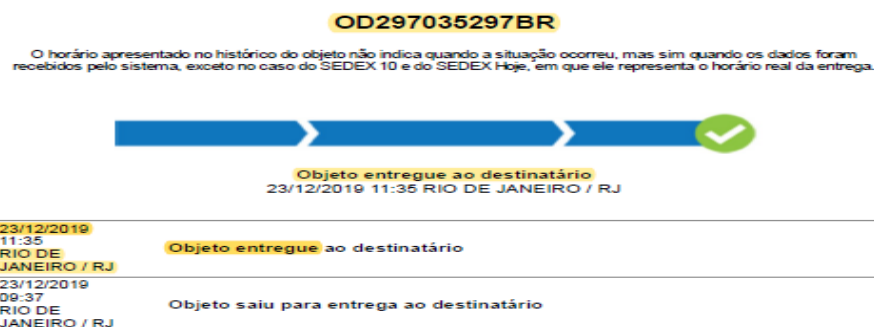 OD297035297BR
O horário apresentado no histórico do objeto não indica quando a situação ocorreu, mas sim quando os dados foram
recebidos pelo sistema, exceto no caso do SEDEX 10 e do SEDEX Hoje, em que ele representa o horário real da entrega.
Objeto entregue ao destinatário
23/12/2019 11:35 RIO DE JANEIRO / RJ
23/12/2019
11:35
RIO DE
JANEIRO / RJ
Objeto entregue ao destinatário
23/12/2019
09:37
RIO DE
JANEIRO / RJ
Objeto saiu para entrega ao destinatário